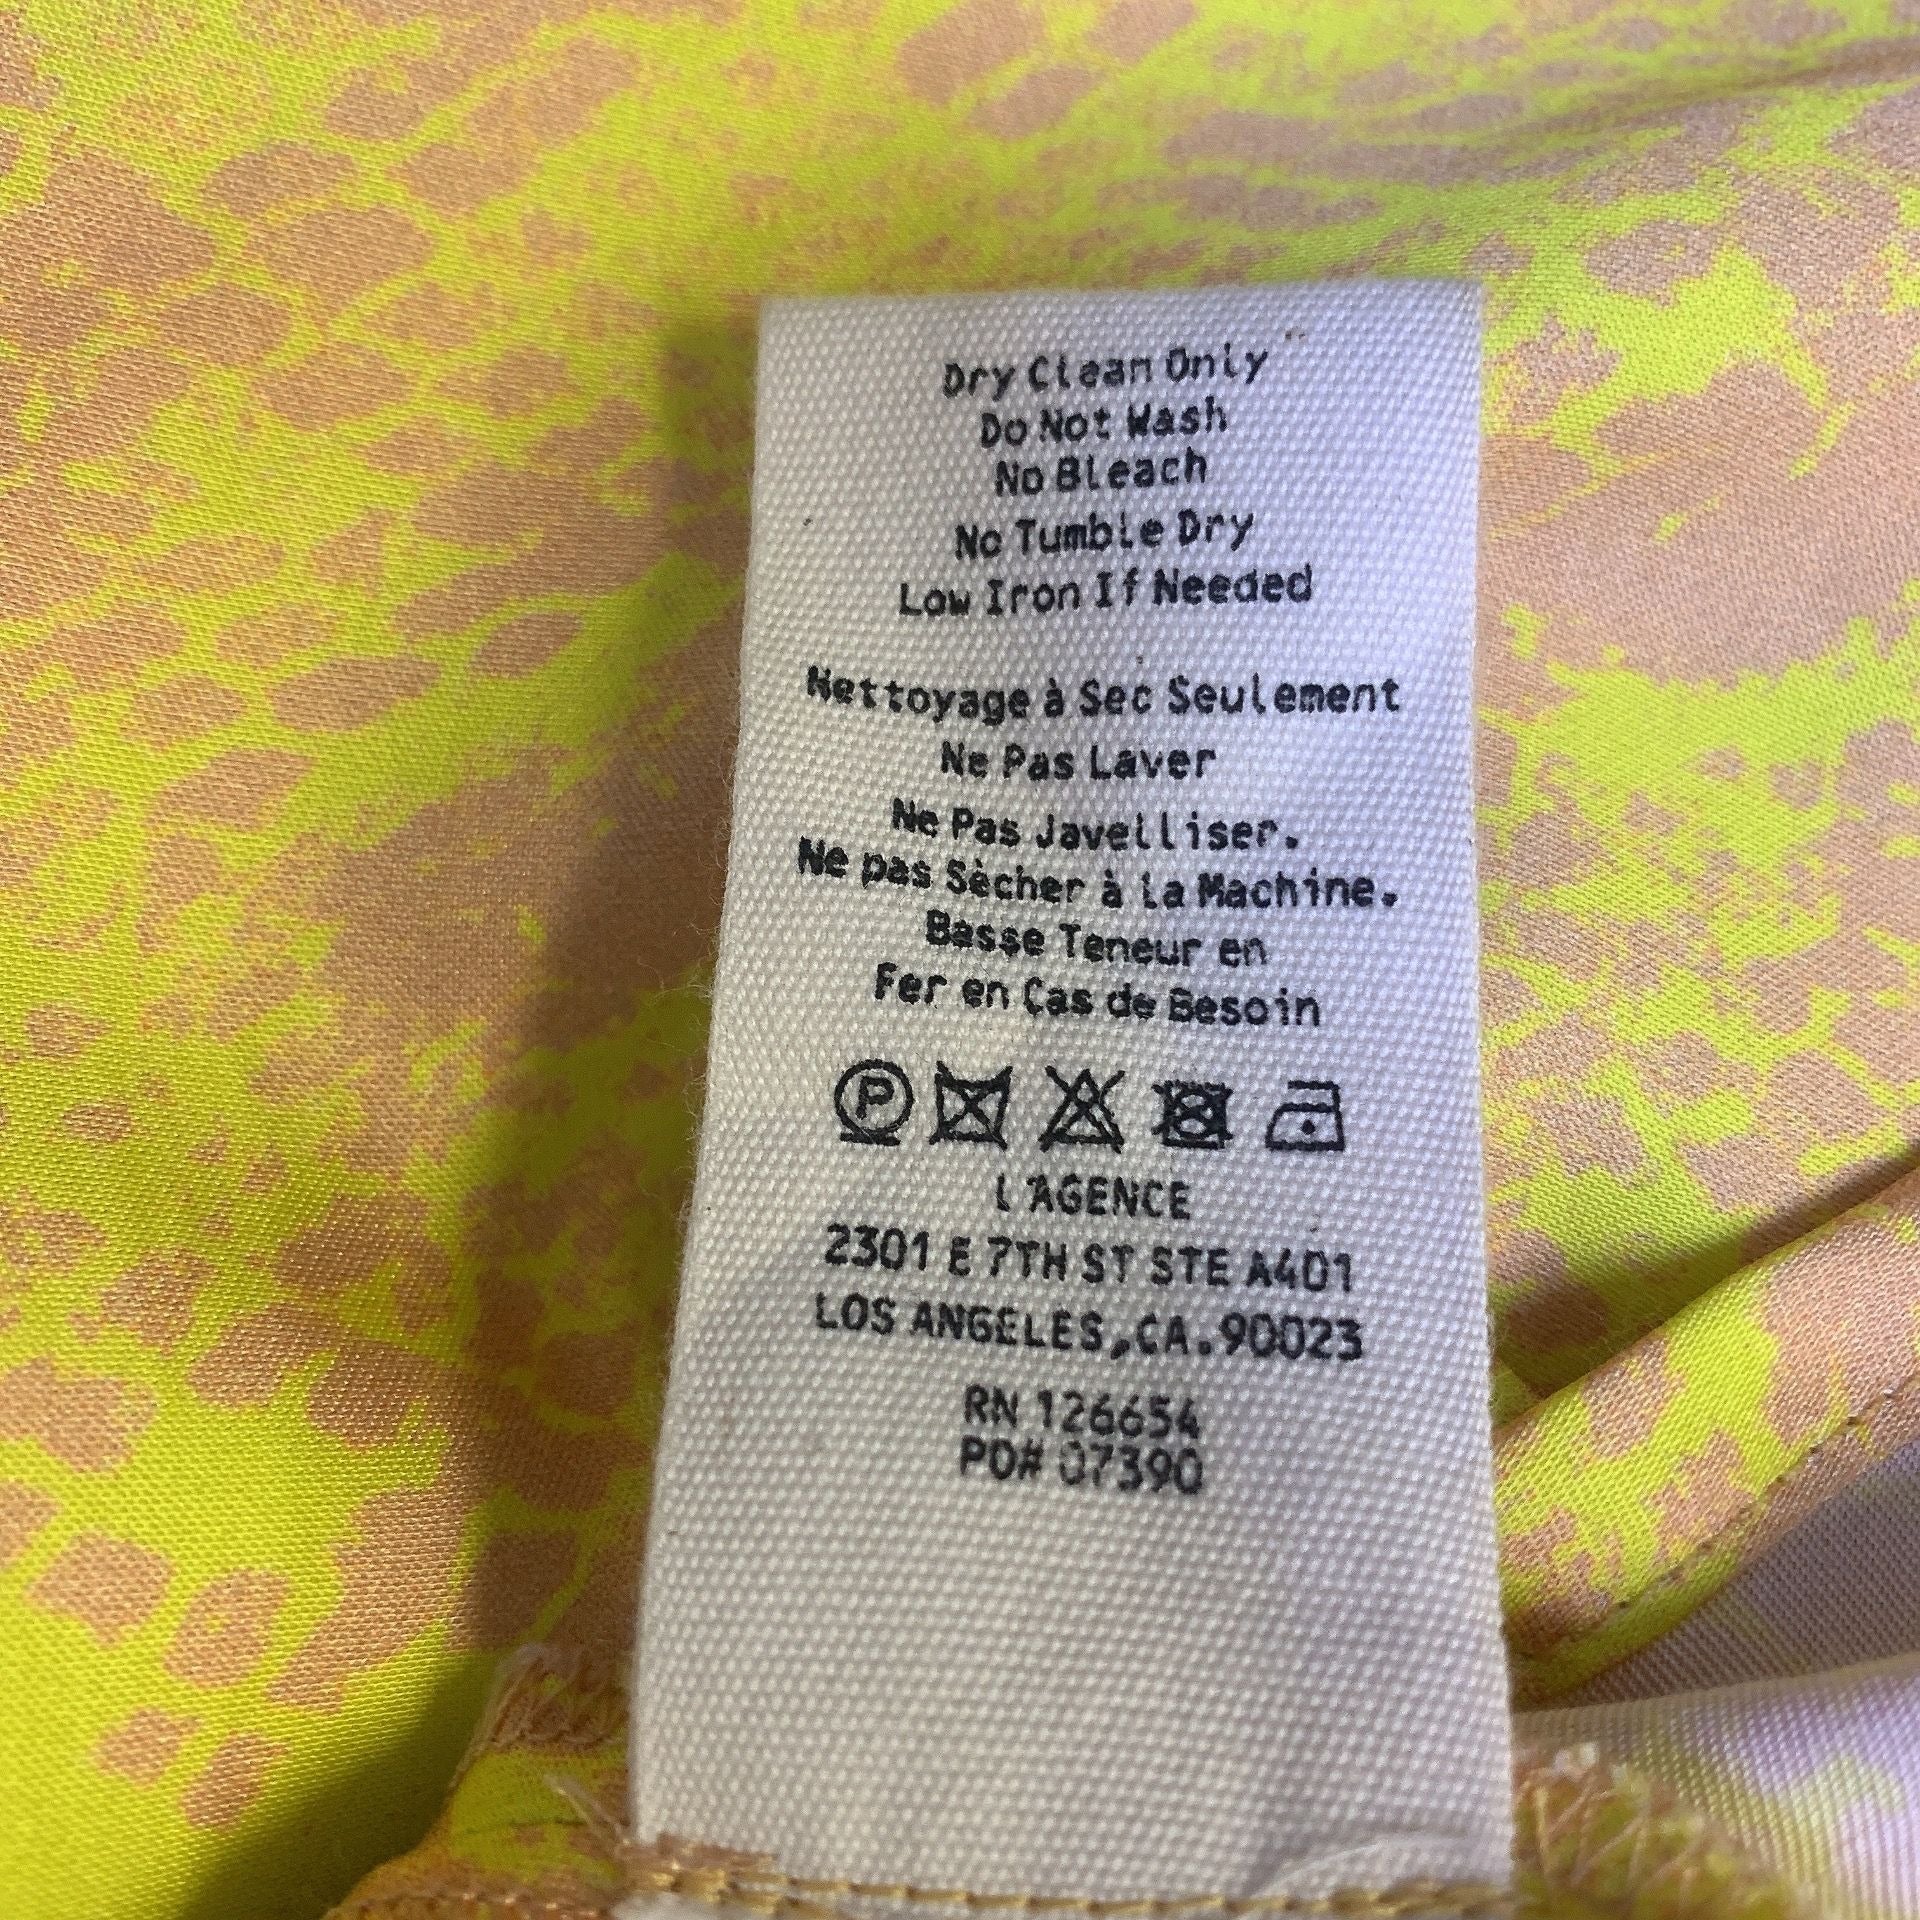 Dry Clean Only
Do Not Wash
No Bleach
No Tumble Dry
Low Iron If Needed
Nettoyage à Sec Seulement
Ne Pas Laver
Ne Pas Javelliser.
Ne pas Sècher à la Machine.
Basse Teneur en
Fer en Cas de Besoin
P
L'AGENCE
2301 E 7TH ST STE A401
LOS ANGELES,CA.90023
RN 126654
PO# 07390